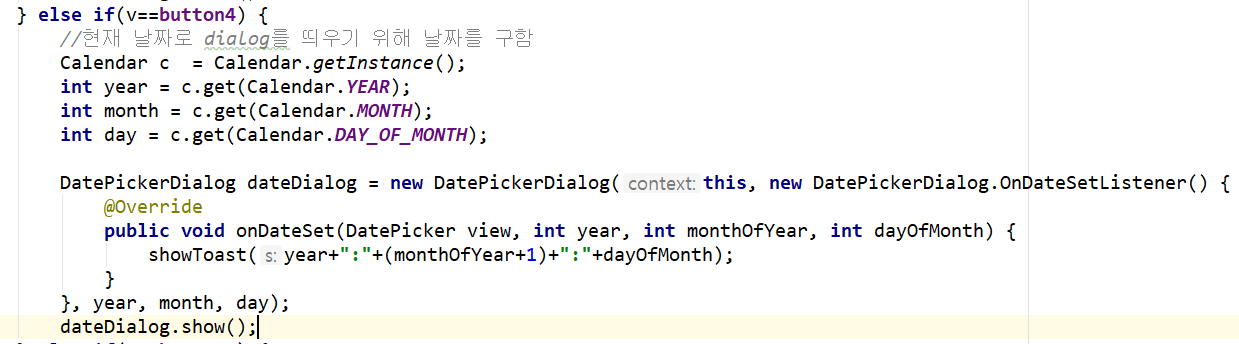 } else if(v==button4) {
//현재 날짜로 dialog를 띄우기 위해 날짜를 구함
Calendar c  = Calendar.getInstance();
int year = c.get(Calendar.YEAR);
int month = c.get(Calendar.MONTH);
int day = c.get(Calendar.DAY_OF_MONTH);
DatePickerDialog dateDialog = new DatePickerDialog( context: this, new DatePickerDialog.OnDateSetListener() {
@Override
public void onDateSet(DatePicker view, int year, int monthOfYear, int dayOfMonth) {
showToast( s: year+":"+(monthOfYear+1)+":"+dayOfMonth);
}
}, year, month, day);
dateDialog.show();